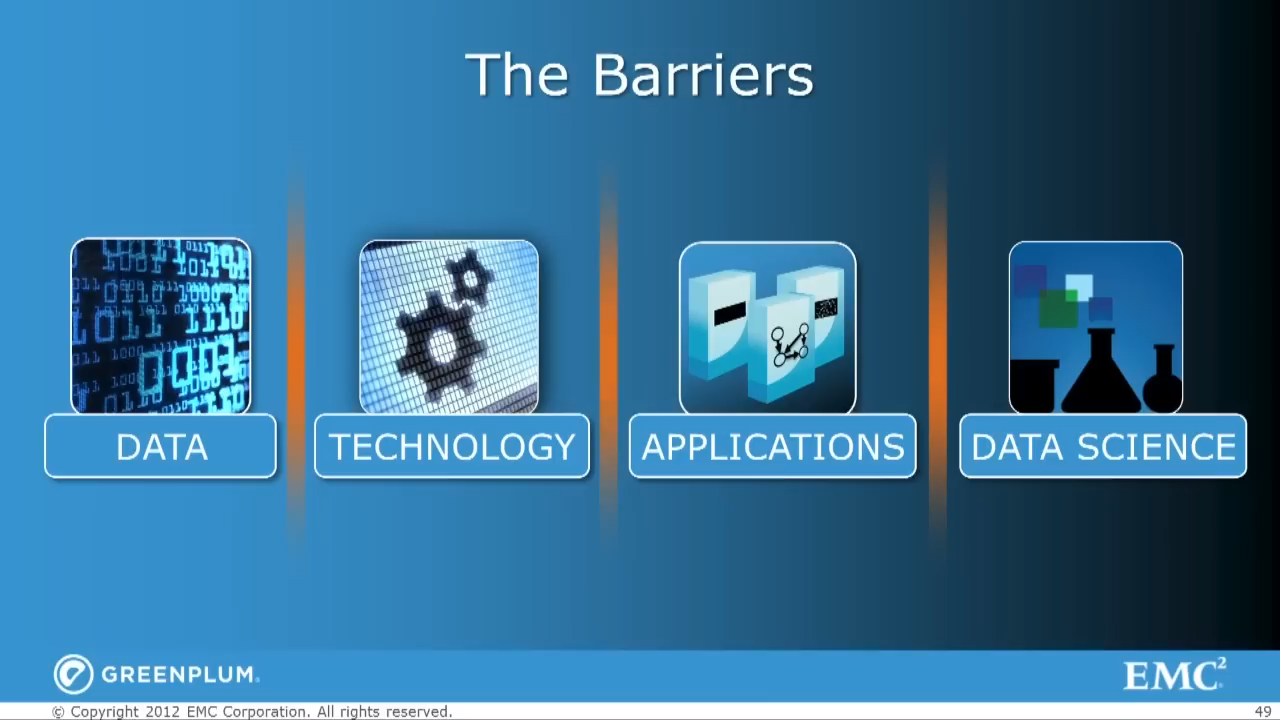 The Barriers
DATA
TECHNOLOGY
APPLICATIONS
DATA SCIENCE
GREENPLUM
EMC²
© Copyright 2012 EMC Corporation. All rights reserved.
49